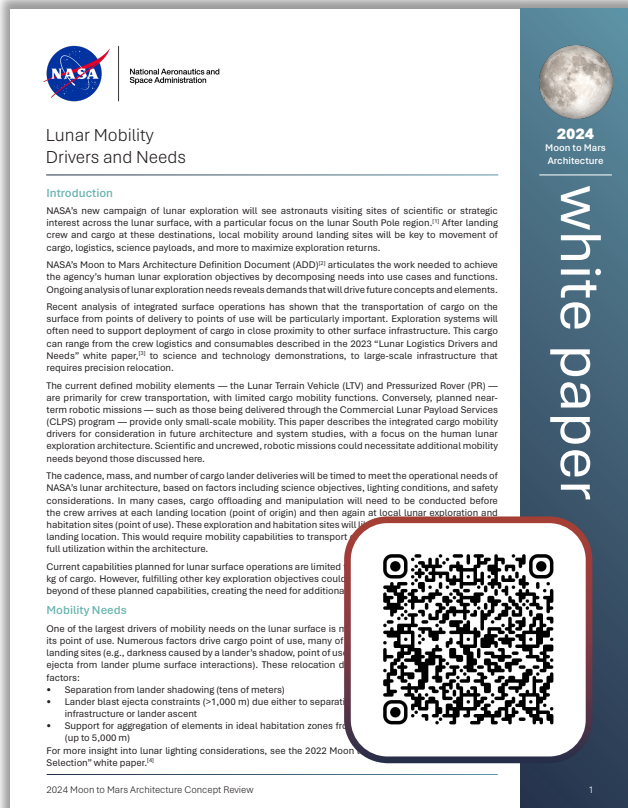 NASA
National Aeronautics and
Space Administration
Lunar Mobility
Drivers and Needs
Introduction
NASA's new campaign of lunar exploration will see astronauts visiting sites of scientific or strategic
interest across the lunar surface, with a particular focus on the lunar South Pole region.[1] After landing
crew and cargo at these destinations, local mobility around landing sites will be key to movement of
cargo, logistics, science payloads, and more to maximize exploration returns.
NASA's Moon to Mars Architecture Definition Document (ADD)[2] articulates the work needed to achieve
the agency's human lunar exploration objectives by decomposing needs into use cases and functions.
Ongoing analysis of lunar exploration needs reveals demands that will drive future concepts and elements.
Recent analysis of integrated surface operations has shown that the transportation of cargo on the
surface from points of delivery to points of use will be particularly important. Exploration systems will
often need to support deployment of cargo in close proximity to other surface infrastructure. This cargo
can range from the crew logistics and consumables described in the 2023 “Lunar Logistics Drivers and
Needs” white paper,[3] to science and technology demonstrations, to large-scale infrastructure that
requires precision relocation.
The current defined mobility elements — the Lunar Terrain Vehicle (LTV) and Pressurized Rover (PR) —
are primarily for crew transportation, with limited cargo mobility functions. Conversely, planned near-
term robotic missions — such as those being delivered through the Commercial Lunar Payload Services
(CLPS) program — provide only small-scale mobility. This paper describes the integrated cargo mobility
drivers for consideration in future architecture and system studies, with a focus on the human lunar
exploration architecture. Scientific and uncrewed, robotic missions could necessitate additional mobility
needs beyond those discussed here.
The cadence, mass, and number of cargo lander deliveries will be timed to meet the operational needs of
NASA's lunar architecture, based on factors including science objectives, lighting conditions, and safety
considerations. In many cases, cargo offloading and manipulation will need to be conducted before
the crew arrives at each landing location (point of origin) and then again at local lunar exploration and
habitation sites (point of use). These exploration and habitation sites will
landing location. This would require mobility capabilities to transport
full utilization within the architecture.
Current capabilities planned for lunar surface operations are limited
kg of cargo. However, fulfilling other key exploration objectives could
beyond of these planned capabilities, creating the need for additional
Mobility Needs
One of the largest drivers of mobility needs on the lunar surface is
its point of use. Numerous factors drive cargo point of use, many of
landing sites (e.g., darkness caused by a lander's shadow, point of use
ejecta from lander plume surface interactions). These relocation
factors:
• Separation from lander shadowing (tens of meters)
• Lander blast ejecta constraints (>1,000 m) due either to
infrastructure or lander ascent
• Support for aggregation of elements in ideal habitation zones
(up to 5,000 m)
For more insight into lunar lighting considerations, see the 2022 Moon
Selection” white paper.[4]
2024 Moon to Mars Architecture Concept Review
2024
Moon to Mars
Architecture
white paper
1